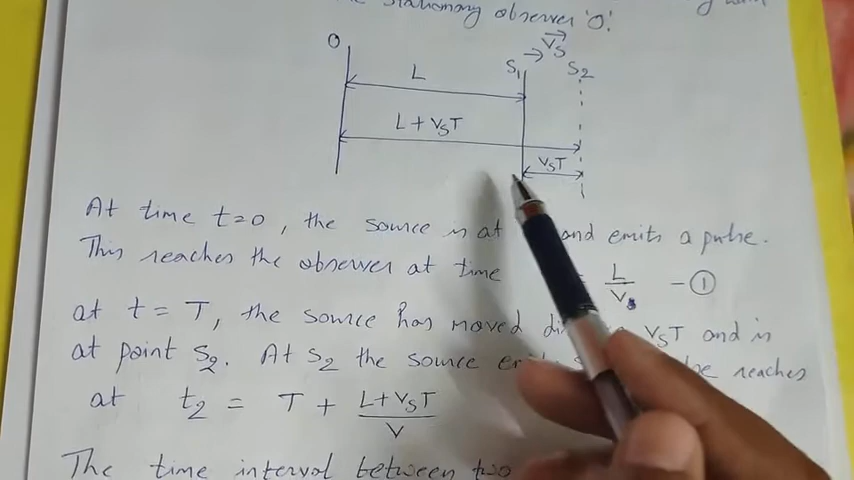 stationary observer 'O'.
O
L
S₁ → V⃗s
S₂
L + VsT
VsT
At time t=0, the source is at and emits a pulse.
This reaches the observer at time L/V - ①
at t = T, the source has moved VsT and is
at point S₂. At S₂ the source reaches
at t₂ = T + (L + VsT)/V
The time interval between two